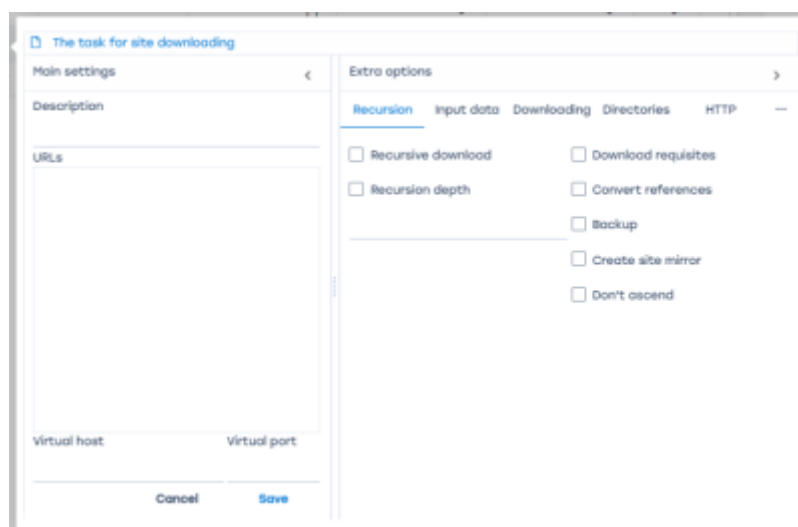 The task for site downloading
Main settings
Description
URLs
Virtual host Virtual port
Cancel Save
Extra options
Recursion Input data Downloading Directories HTTP ...
Recursive download Download requisites
Recursion depth Convert references
Backup
Create site mirror
Don't ascend